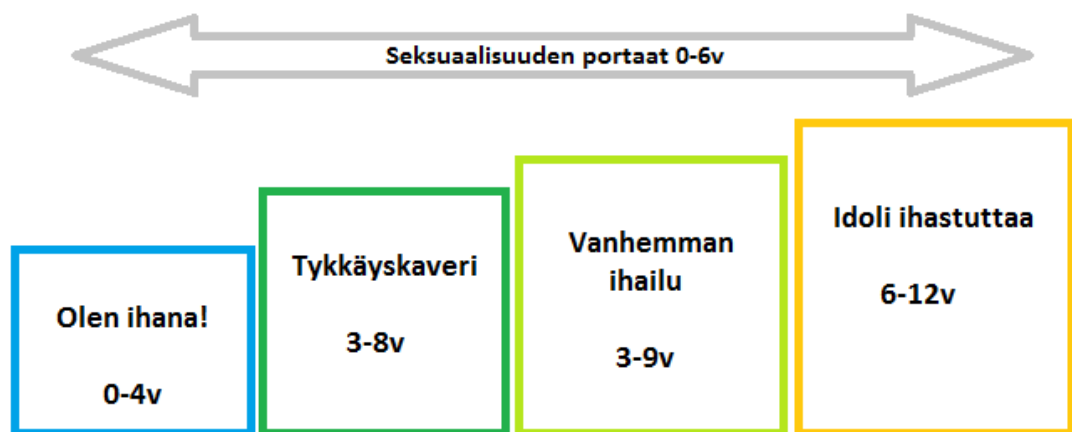 Seksuaalisuuden portaat 0-6v
Olen ihana!
0-4v
Tykkäyskaveri
3-8v
Vanhemman
ihailu
3-9v
Idoli ihastuttaa
6-12v